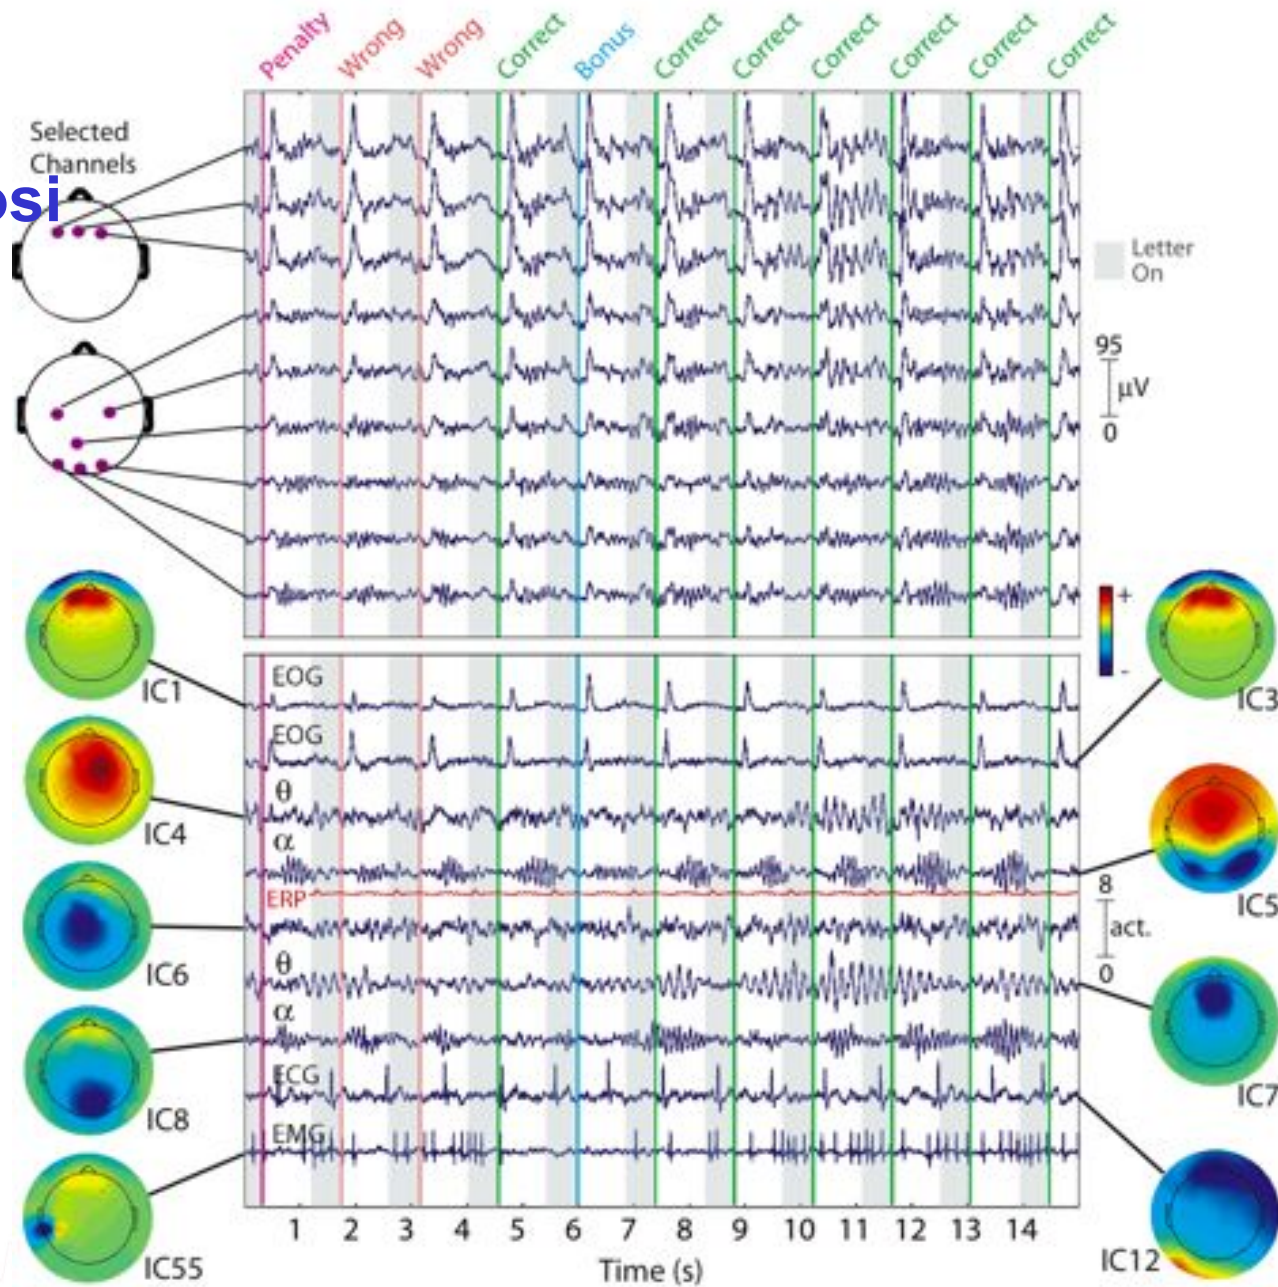 Penalty
Wrong
Wrong
Correct
Bonus
Correct
Correct
Correct
Correct
Correct
Correct
Selected
Channels
osi
Letter
On
95
μV
0
+
-
IC1
IC4
IC6
IC8
IC55
EOG
EOG
θ
α
ERP
θ
α
ECG
EMG
IC3
IC5
8
act.
0
IC7
IC12
1 2 3 4 5 6 7 8 9 10 11 12 13 14
Time (s)